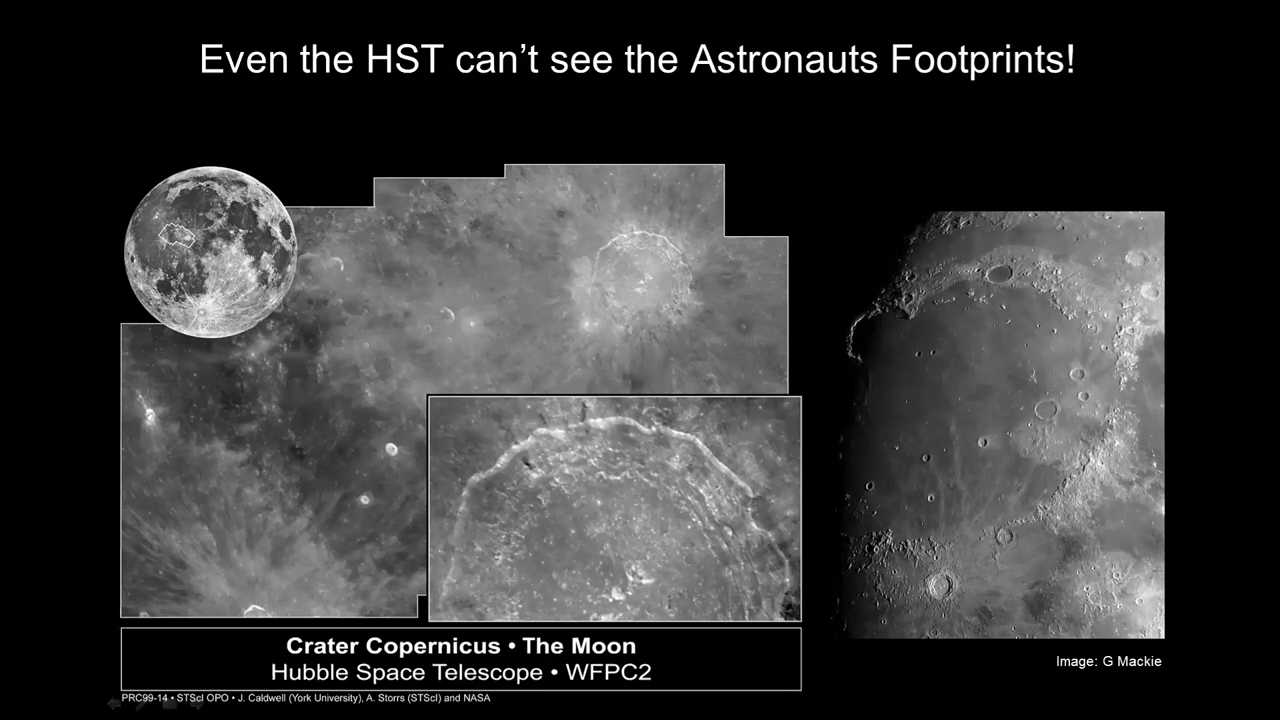 Even the HST can’t see the Astronauts Footprints!
Crater Copernicus • The Moon
Hubble Space Telescope • WFPC2
PRC99-14 • STScI OPO • J. Caldwell (York University), A. Storrs (STScI) and NASA
Image: G Mackie